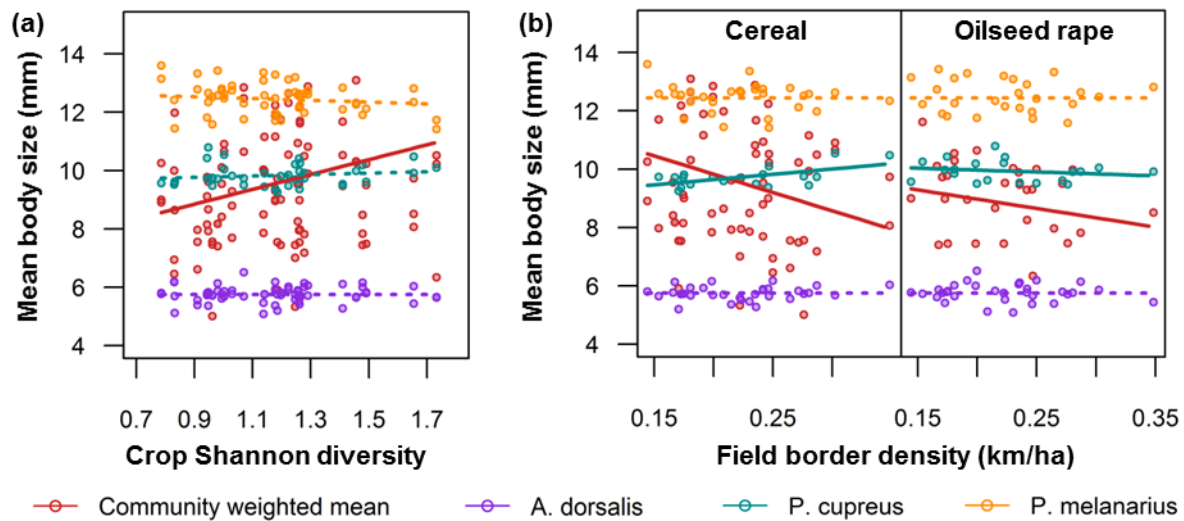 (a)
Mean body size (mm)
14
12
10
8
6
4
0.7 0.9 1.1 1.3 1.5 1.7
Crop Shannon diversity
(b)
Cereal Oilseed rape
Mean body size (mm)
14
12
10
8
6
4
0.15 0.25 0.15 0.25 0.35
Field border density (km/ha)
Community weighted mean A. dorsalis P. cupreus P. melanarius